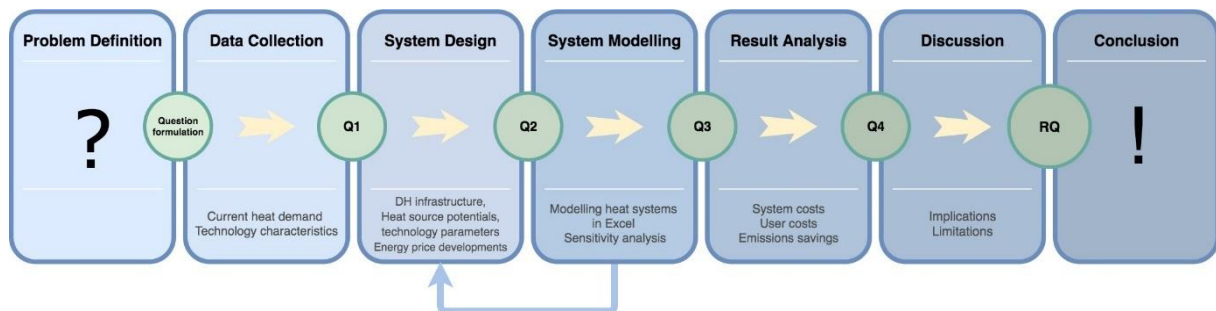 Problem Definition
?
Question
formulation
Data Collection
Current heat demand
Technology characteristics
Q1
System Design
DH infrastructure,
Heat source potentials,
technology parameters
Energy price developments
Q2
System Modelling
Modelling heat systems
in Excel
Sensitivity analysis
Q3
Result Analysis
System costs
User costs
Emissions savings
Q4
Discussion
Implications
Limitations
RQ
Conclusion
!